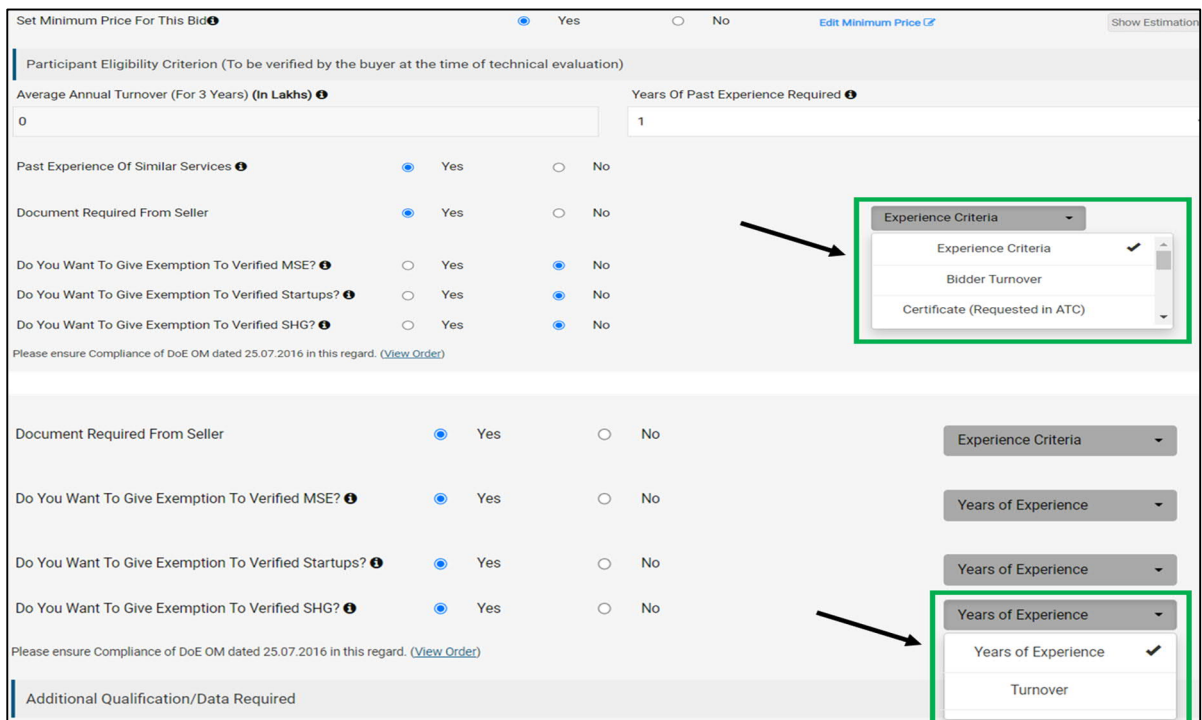 Set Minimum Price For This Bid Yes No Edit Minimum Price Show Estimation
Participant Eligibility Criterion (To be verified by the buyer at the time of technical evaluation)
Average Annual Turnover (For 3 Years) (In Lakhs) Years Of Past Experience Required
0 1
Past Experience Of Similar Services Yes No
Document Required From Seller Yes No Experience Criteria
Experience Criteria
Bidder Turnover
Certificate (Requested in ATC)
Do You Want To Give Exemption To Verified MSE? Yes No
Do You Want To Give Exemption To Verified Startups? Yes No
Do You Want To Give Exemption To Verified SHG? Yes No
Please ensure Compliance of DoE OM dated 25.07.2016 in this regard. (View Order)
Document Required From Seller Yes No Experience Criteria
Do You Want To Give Exemption To Verified MSE? Yes No Years of Experience
Do You Want To Give Exemption To Verified Startups? Yes No Years of Experience
Do You Want To Give Exemption To Verified SHG? Yes No Years of Experience
Years of Experience
Turnover
Please ensure Compliance of DoE OM dated 25.07.2016 in this regard. (View Order)
Additional Qualification/Data Required